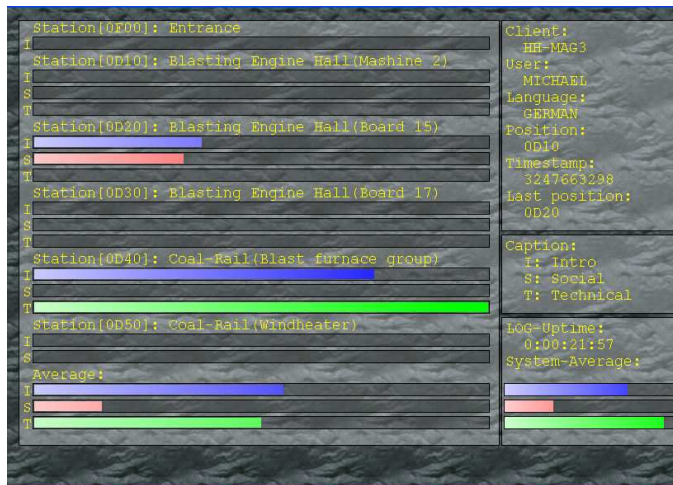 Station[0E00]: Entrance
I
Station[0D10]: Blasting Engine Hall(Mashine 2)
I
S
T
Station[0D20]: Blasting Engine Hall(Board 15)
I
S
T
Station[0D30]: Blasting Engine Hall(Board 17)
I
S
T
Station[0D40]: Coal-Rail(Blast furnace group)
I
S
T
Station[0D50]: Coal-Rail(Windheater)
I
S
Average:
I
S
T
Client:
HH-MAG3
User:
MICHAEL
Language:
GERMAN
Position:
0D10
Timestamp:
3247663298
Last position:
0D20
Caption:
I: Intro
S: Social
T: Technical
LOG-Uptime:
0:00:21:57
System-Average: